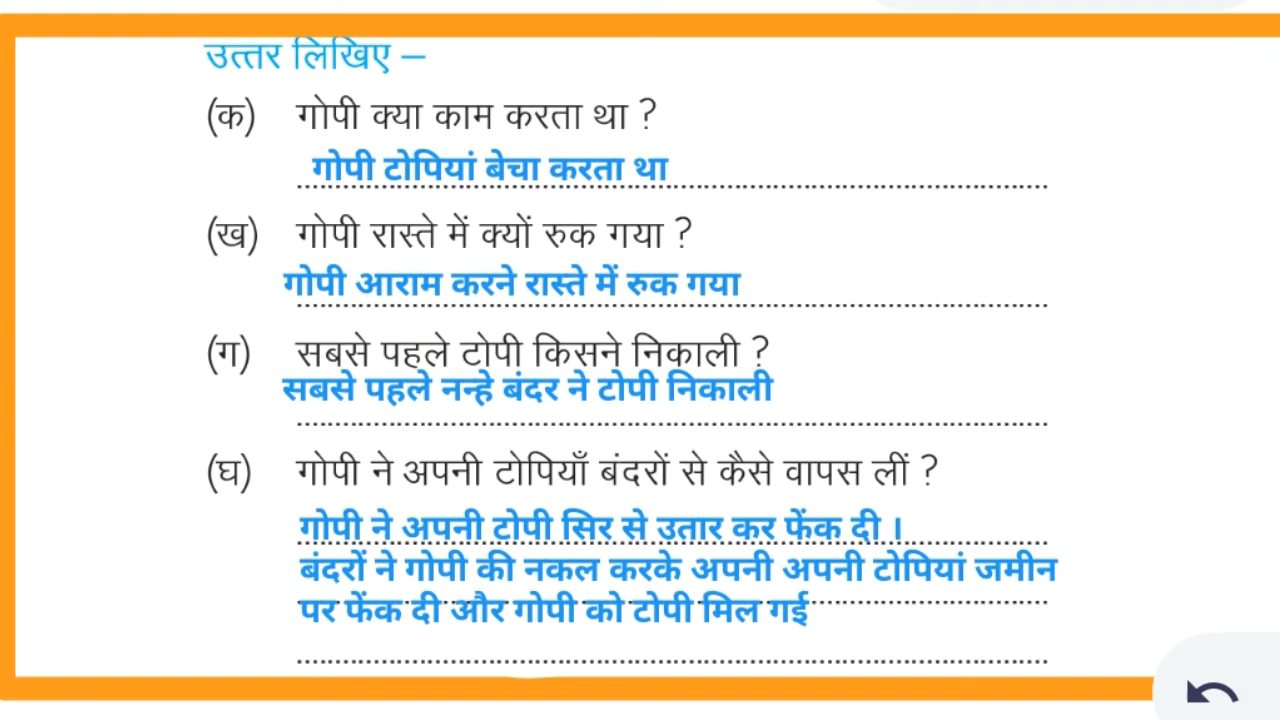 उत्तर लिखिए –
(क) गोपी क्या काम करता था ?
गोपी टोपियां बेचा करता था
(ख) गोपी रास्ते में क्यों रुक गया ?
गोपी आराम करने रास्ते में रुक गया
(ग) सबसे पहले टोपी किसने निकाली ?
सबसे पहले नन्हे बंदर ने टोपी निकाली
(घ) गोपी ने अपनी टोपियाँ बंदरों से कैसे वापस लीं ?
गोपी ने अपनी टोपी सिर से उतार कर फेंक दी ।
बंदरों ने गोपी की नकल करके अपनी अपनी टोपियां जमीन
पर फेंक दी और गोपी को टोपी मिल गई